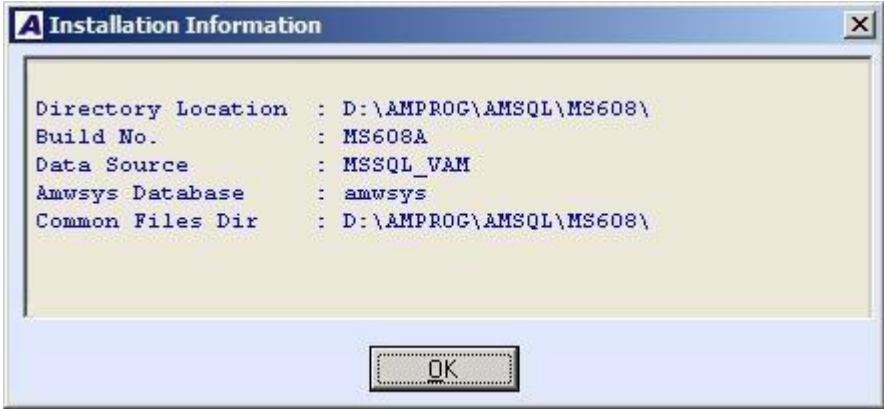 A Installation Information
Directory Location : D:\AMPROG\AMSQL\MS608\
Build No. : MS608A
Data Source : MSSQL_VAM
Amwsys Database : amwsys
Common Files Dir : D:\AMPROG\AMSQL\MS608\
OK